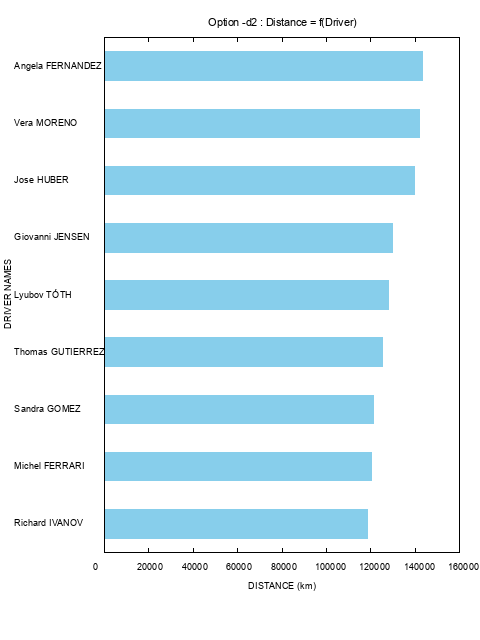 Option -d2 : Distance = f(Driver)
Angela FERNANDEZ
Vera MORENO
Jose HUBER
Giovanni JENSEN
Lyubov TÓTH
Thomas GUTIERREZ
Sandra GOMEZ
Michel FERRARI
Richard IVANOV
DRIVER NAMES
0 20000 40000 60000 80000 100000 120000 140000 160000
DISTANCE (km)